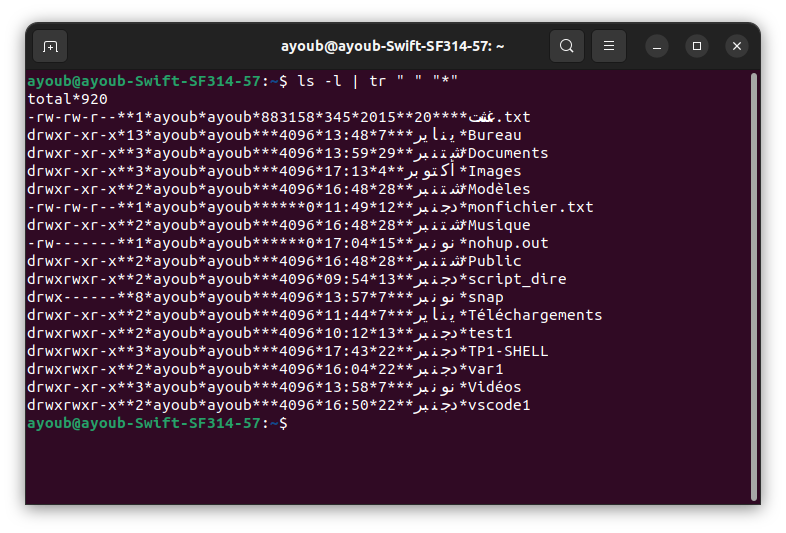 ayoub@ayoub-Swift-SF314-57: ~
ayoub@ayoub-Swift-SF314-57:~$ ls -l | tr " " "*"
total*920
-rw-rw-r--**1*ayoub*ayoub*883158*345*2015**20****غشت.txt
drwxr-xr-x*13*ayoub*ayoub***4096*13:48*7***يناير*Bureau
drwxr-xr-x**3*ayoub*ayoub***4096*13:59*29**شتنبر*Documents
drwxr-xr-x**3*ayoub*ayoub***4096*17:13*4**أكتوبر*Images
drwxr-xr-x**2*ayoub*ayoub***4096*16:48*28**شتنبر*Modèles
-rw-rw-r--**1*ayoub*ayoub******0*11:49*12**دجنبر*monfichier.txt
drwxr-xr-x**2*ayoub*ayoub***4096*16:48*28**شتنبر*Musique
-rw-------**1*ayoub*ayoub******0*17:04*15**نونبر*nohup.out
drwxr-xr-x**2*ayoub*ayoub***4096*16:48*28**شتنبر*Public
drwxrwxr-x**2*ayoub*ayoub***4096*09:54*13**دجنبر*script_dire
drwx------**8*ayoub*ayoub***4096*13:57*7***نونبر*snap
drwxr-xr-x**2*ayoub*ayoub***4096*11:44*7***يناير*Téléchargements
drwxrwxr-x**2*ayoub*ayoub***4096*10:12*13**دجنبر*test1
drwxrwxr-x**3*ayoub*ayoub***4096*17:43*22**دجنبر*TP1-SHELL
drwxrwxr-x**2*ayoub*ayoub***4096*16:04*22**دجنبر*var1
drwxr-xr-x**3*ayoub*ayoub***4096*13:58*7***نونبر*Vidéos
drwxrwxr-x**2*ayoub*ayoub***4096*16:50*22**دجنبر*vscode1
ayoub@ayoub-Swift-SF314-57:~$